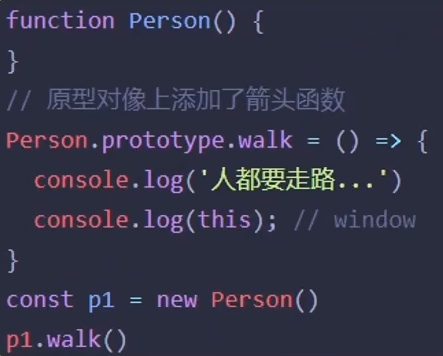 function Person() {
}
// 原型对像上添加了箭头函数
Person.prototype.walk = () => {
  console.log('人都要走路...')
  console.log(this); // window
}
const p1 = new Person()
p1.walk()